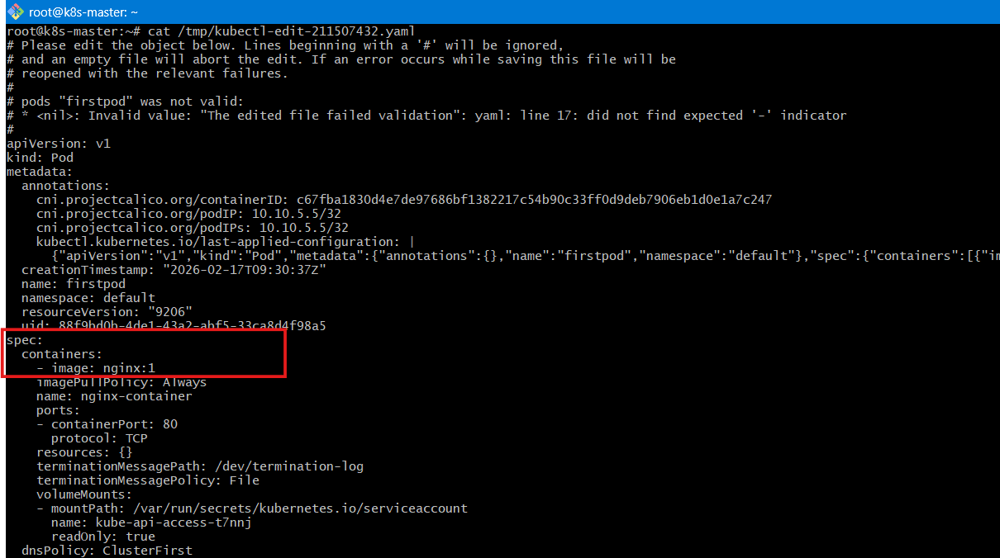 root@k8s-master: ~
root@k8s-master:~# cat /tmp/kubectl-edit-211507432.yaml
# Please edit the object below. Lines beginning with a '#' will be ignored,
# and an empty file will abort the edit. If an error occurs while saving this file will be
# reopened with the relevant failures.
#
# pods "firstpod" was not valid:
# * <nil>: Invalid value: "The edited file failed validation": yaml: line 17: did not find expected '-' indicator
#
apiVersion: v1
kind: Pod
metadata:
  annotations:
    cni.projectcalico.org/containerID: c67fba1830d4e7de97686bf1382217c54b90c33ff0d9deb7906eb1d0e1a7c247
    cni.projectcalico.org/podIP: 10.10.5.5/32
    cni.projectcalico.org/podIPs: 10.10.5.5/32
    kubectl.kubernetes.io/last-applied-configuration: |
      {"apiVersion":"v1","kind":"Pod","metadata":{"annotations":{},"name":"firstpod","namespace":"default"},"spec":{"containers":[{"im
  creationTimestamp: "2026-02-17T09:30:37Z"
  name: firstpod
  namespace: default
  resourceVersion: "9206"
  uid: 88f9bd0b-4de1-43a2-abf5-33ca8d4f98a5
spec:
  containers:
    - image: nginx:1
    imagePullPolicy: Always
    name: nginx-container
    ports:
    - containerPort: 80
      protocol: TCP
    resources: {}
    terminationMessagePath: /dev/termination-log
    terminationMessagePolicy: File
    volumeMounts:
    - mountPath: /var/run/secrets/kubernetes.io/serviceaccount
      name: kube-api-access-t7nnj
      readOnly: true
  dnsPolicy: ClusterFirst